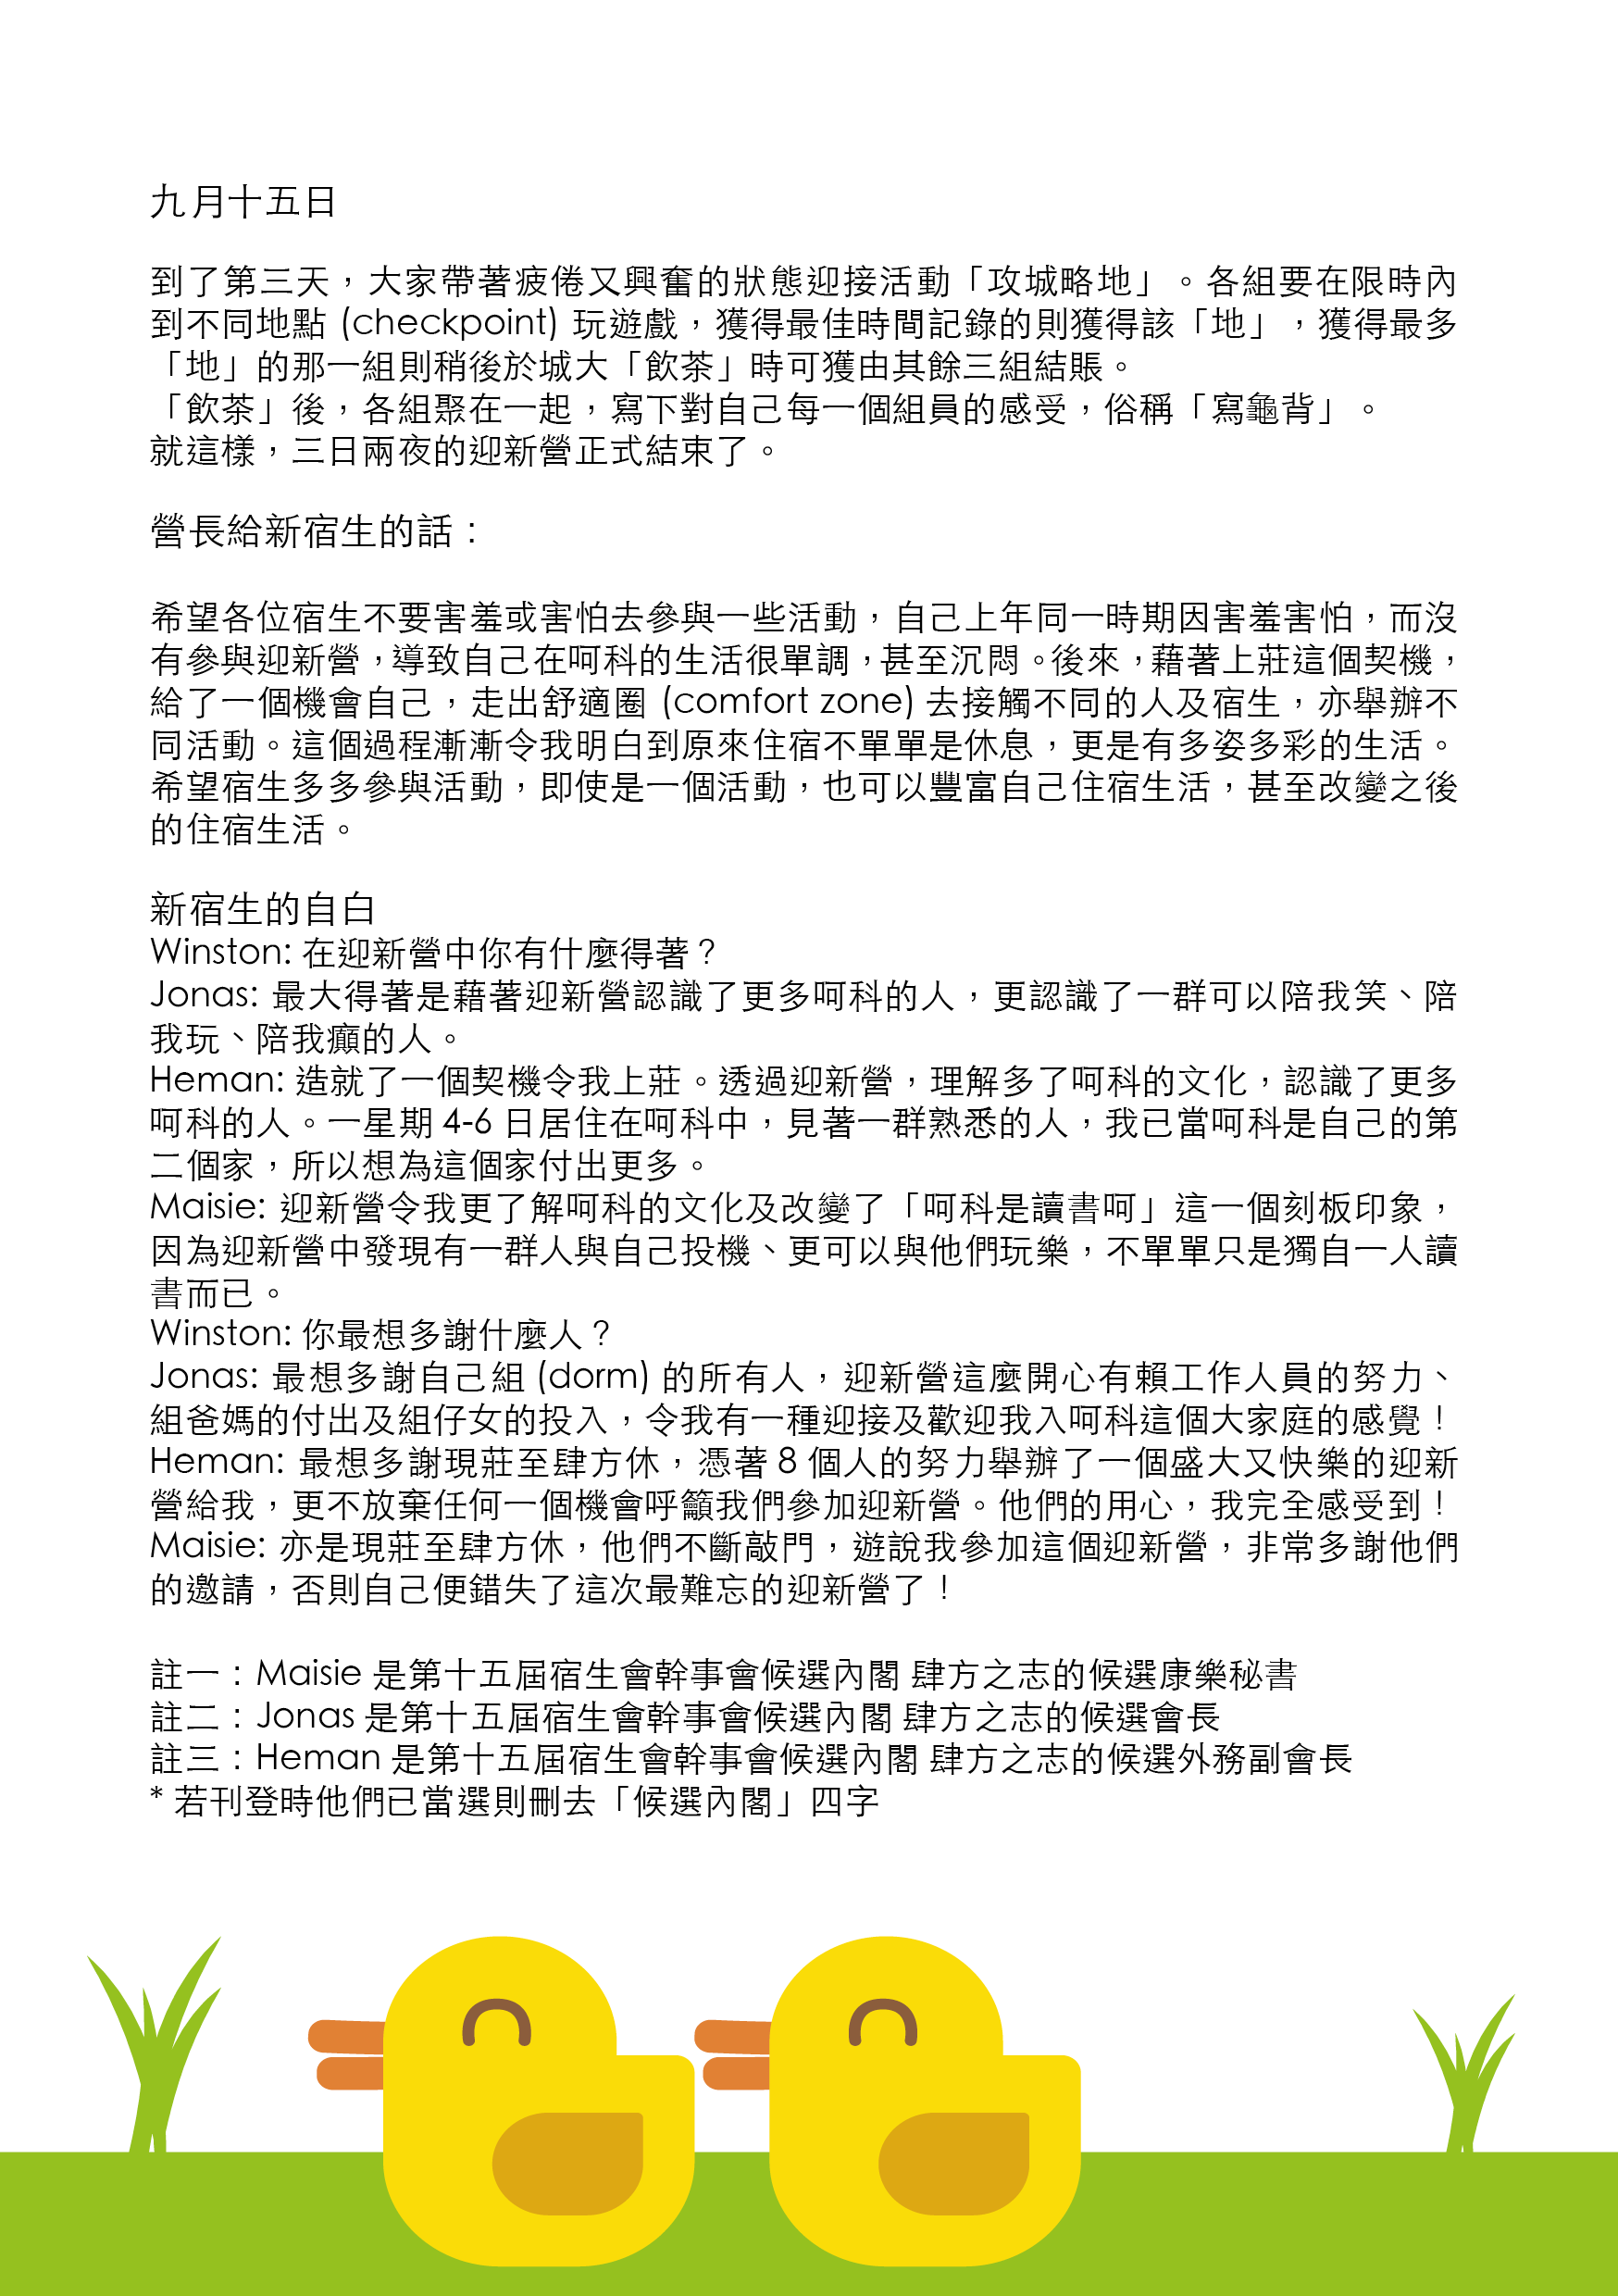 九月十五日
到了第三天，大家帶著疲倦又興奮的狀態迎接活動「攻城略地」。各組要在限時內
到不同地點 (checkpoint) 玩遊戲，獲得最佳時間記錄的則獲得該「地」，獲得最多
「地」的那一組則稍後於城大「飲茶」時可獲由其餘三組結賬。
「飲茶」後，各組聚在一起，寫下對自己每一個組員的感受，俗稱「寫龜背」。
就這樣，三日兩夜的迎新營正式結束了。
營長給新宿生的話：
希望各位宿生不要害羞或害怕去參與一些活動，自己上年同一時期因害羞害怕，而沒
有參與迎新營，導致自己在呵科的生活很單調，甚至沉悶。後來，藉著上莊這個契機，
給了一個機會自己，走出舒適圈 (comfort zone) 去接觸不同的人及宿生，亦舉辦不
同活動。這個過程漸漸令我明白到原來住宿不單單是休息，更是有多姿多彩的生活。
希望宿生多多參與活動，即使是一個活動，也可以豐富自己住宿生活，甚至改變之後
的住宿生活。
新宿生的自白
Winston: 在迎新營中你有什麼得著？
Jonas: 最大得著是藉著迎新營認識了更多呵科的人，更認識了一群可以陪我笑、陪
我玩、陪我癲的人。
Heman: 造就了一個契機令我上莊。透過迎新營，理解多了呵科的文化，認識了更多
呵科的人。一星期 4-6 日居住在呵科中，見著一群熟悉的人，我已當呵科是自己的第
二個家，所以想為這個家付出更多。
Maisie: 迎新營令我更了解呵科的文化及改變了「呵科是讀書呵」這一個刻板印象，
因為迎新營中發現有一群人與自己投機、更可以與他們玩樂，不單單只是獨自一人讀
書而已。
Winston: 你最想多謝什麼人？
Jonas: 最想多謝自己組 (dorm) 的所有人，迎新營這麼開心有賴工作人員的努力、
組爸媽的付出及組仔女的投入，令我有一種迎接及歡迎我入呵科這個大家庭的感覺！
Heman: 最想多謝現莊至肆方休，憑著 8 個人的努力舉辦了一個盛大又快樂的迎新
營給我，更不放棄任何一個機會呼籲我們參加迎新營。他們的用心，我完全感受到！
Maisie: 亦是現莊至肆方休，他們不斷敲門，遊說我參加這個迎新營，非常多謝他們
的邀請，否則自己便錯失了這次最難忘的迎新營了！
註一：Maisie 是第十五屆宿生會幹事會候選內閣 肆方之志的候選康樂秘書
註二：Jonas 是第十五屆宿生會幹事會候選內閣 肆方之志的候選會長
註三：Heman 是第十五屆宿生會幹事會候選內閣 肆方之志的候選外務副會長
* 若刊登時他們已當選則刪去「候選內閣」四字